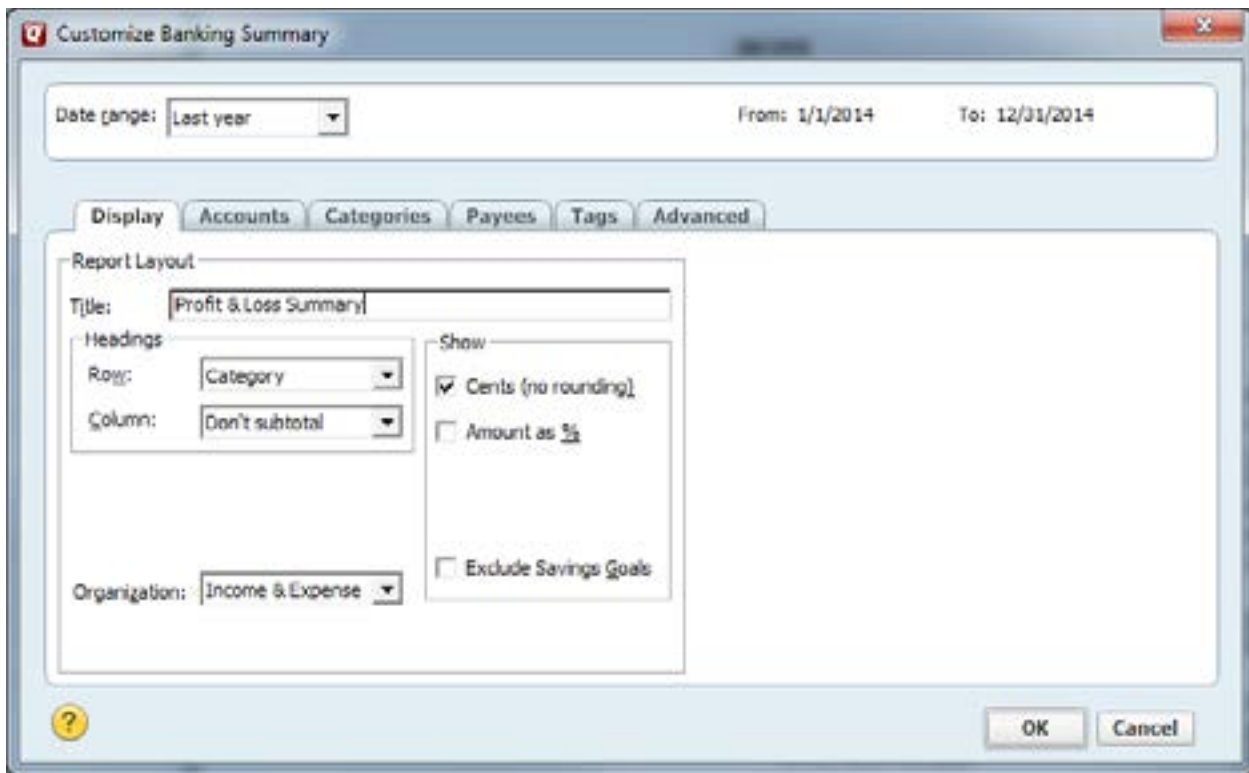 Customize Banking Summary
Date range: Last year From: 1/1/2014 To: 12/31/2014
Display Accounts Categories Payees Tags Advanced
Report Layout
Title: Profit & Loss Summary
Headings
Show
Row: Category
Cents (no rounding)
Column: Don't subtotal
Amount as %
Exclude Savings Goals
Organization: Income & Expense
?
OK Cancel